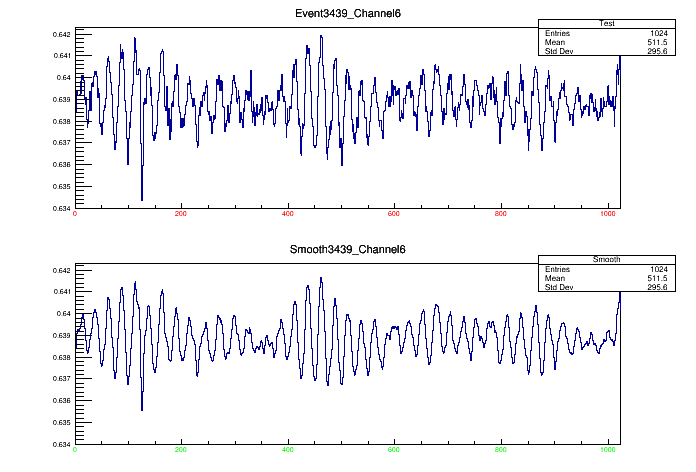 Event3439_Channel6
Test
Entries 1024
Mean 511.5
Std Dev 295.6
0.642
0.641
0.64
0.639
0.638
0.637
0.636
0.635
0.634
0 200 400 600 800 1000
Smooth3439_Channel6
Smooth
Entries 1024
Mean 511.5
Std Dev 295.6
0.642
0.641
0.64
0.639
0.638
0.637
0.636
0.635
0.634
0 200 400 600 800 1000